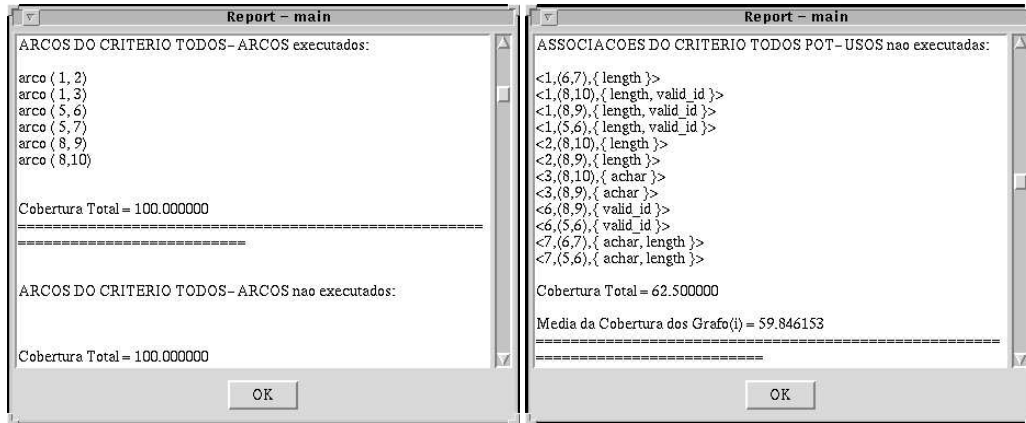 Report – main
ARCOS DO CRITERIO TODOS–ARCOS executados:
arco ( 1, 2)
arco ( 1, 3)
arco ( 5, 6)
arco ( 5, 7)
arco ( 8, 9)
arco ( 8,10)
Cobertura Total = 100.000000
=====================================================
==========================
ARCOS DO CRITERIO TODOS–ARCOS nao executados:
Cobertura Total = 100.000000
OK
Report – main
ASSOCIACOES DO CRITERIO TODOS POT–USOS nao executadas:
<1,(6,7),{ length }>
<1,(8,10),{ length, valid_id }>
<1,(8,9),{ length, valid_id }>
<1,(5,6),{ length, valid_id }>
<2,(8,10),{ length }>
<2,(8,9),{ length }>
<3,(8,10),{ achar }>
<3,(8,9),{ achar }>
<6,(8,9),{ valid_id }>
<6,(5,6),{ valid_id }>
<7,(6,7),{ achar, length }>
<7,(5,6),{ achar, length }>
Cobertura Total = 62.500000
Media da Cobertura dos Grafo(i) = 59.846153
=====================================================
==========================
OK